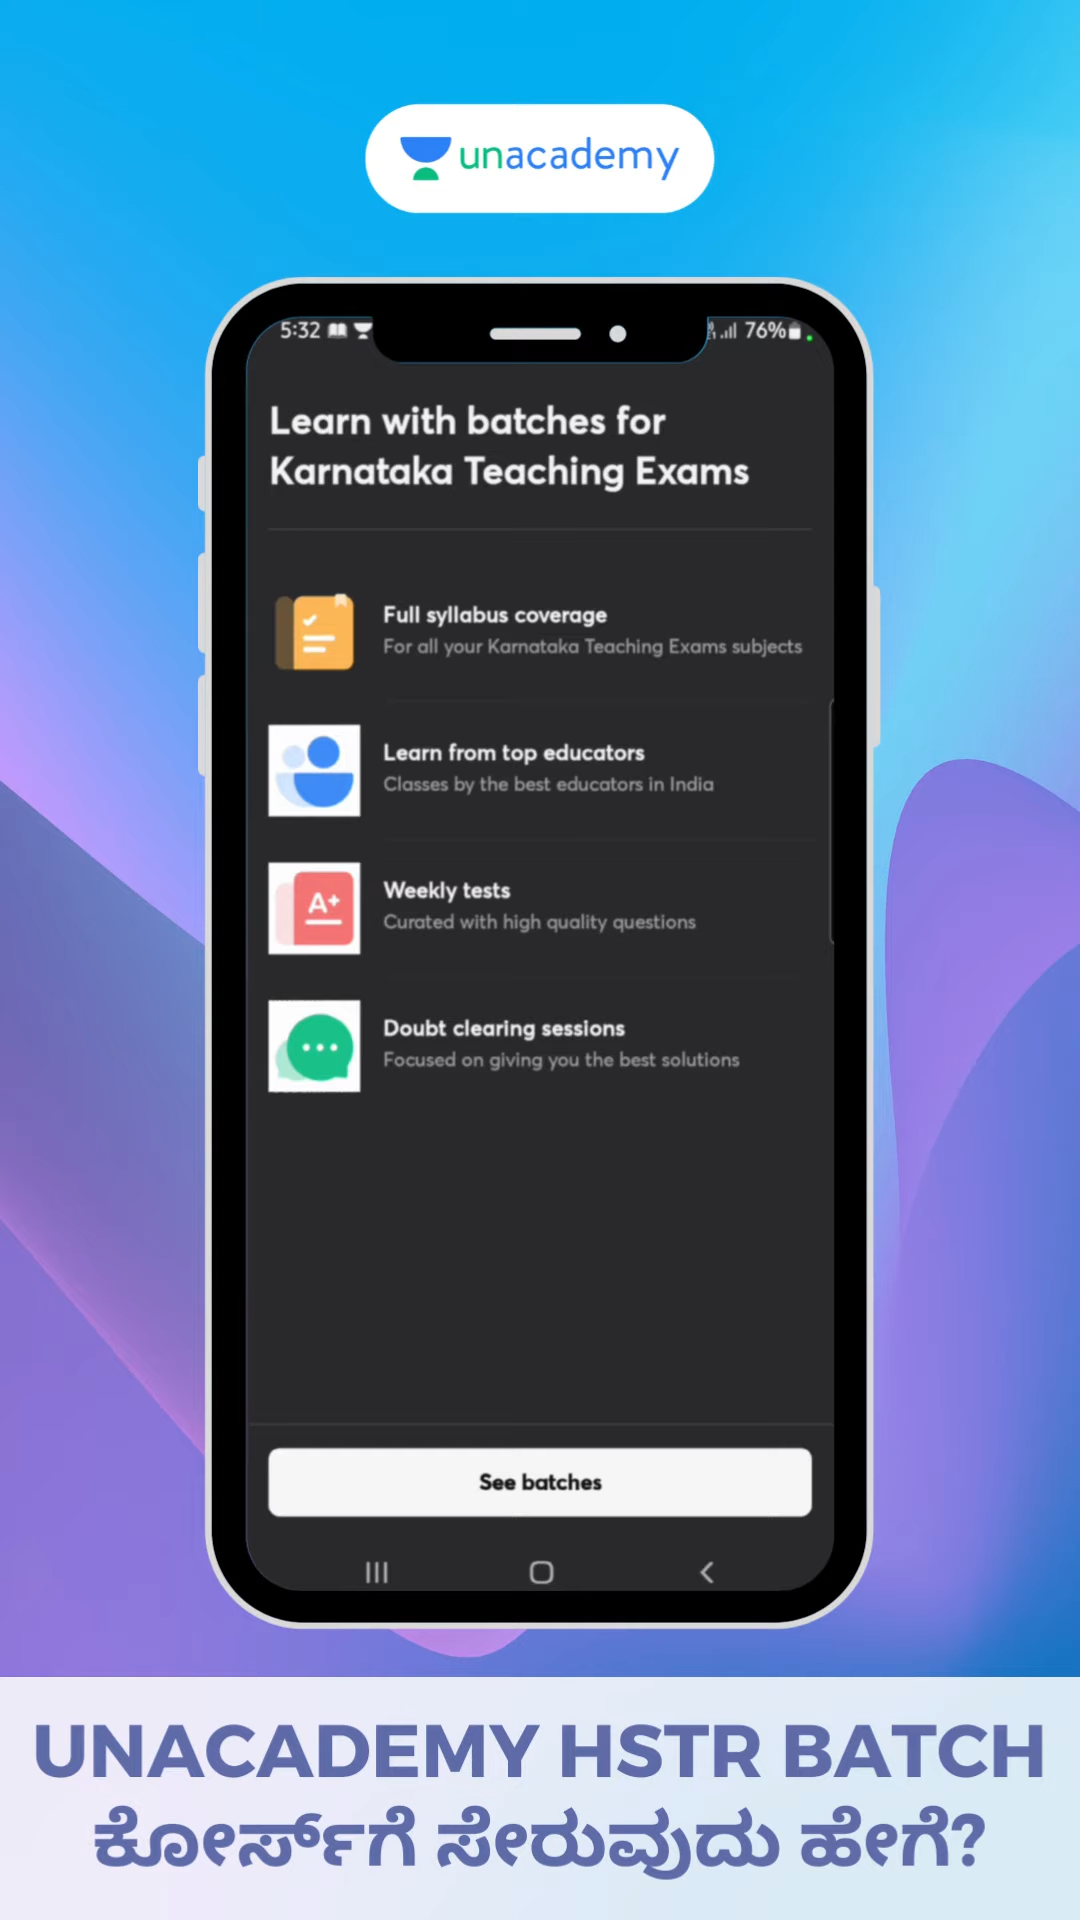 unacademy
5:32
76%
Learn with batches for
Karnataka Teaching Exams
Full syllabus coverage
For all your Karnataka Teaching Exams subjects
Learn from top educators
Classes by the best educators in India
A+
Weekly tests
Curated with high quality questions
Doubt clearing sessions
Focused on giving you the best solutions
See batches
UNACADEMY HSTR BATCH
ಕೋರ್ಸ್‌ಗೆ ಸೇರುವುದು ಹೇಗೆ?